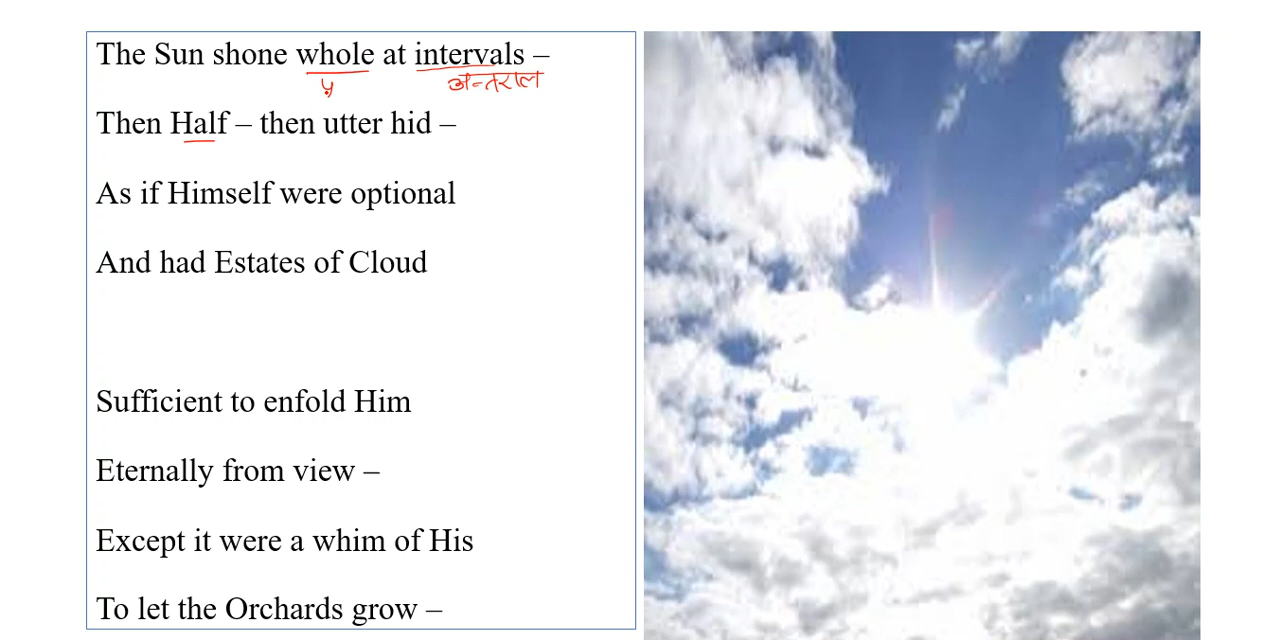 The Sun shone whole at intervals –
अन्तराल
Then Half – then utter hid –
As if Himself were optional
And had Estates of Cloud
Sufficient to enfold Him
Eternally from view –
Except it were a whim of His
To let the Orchards grow –